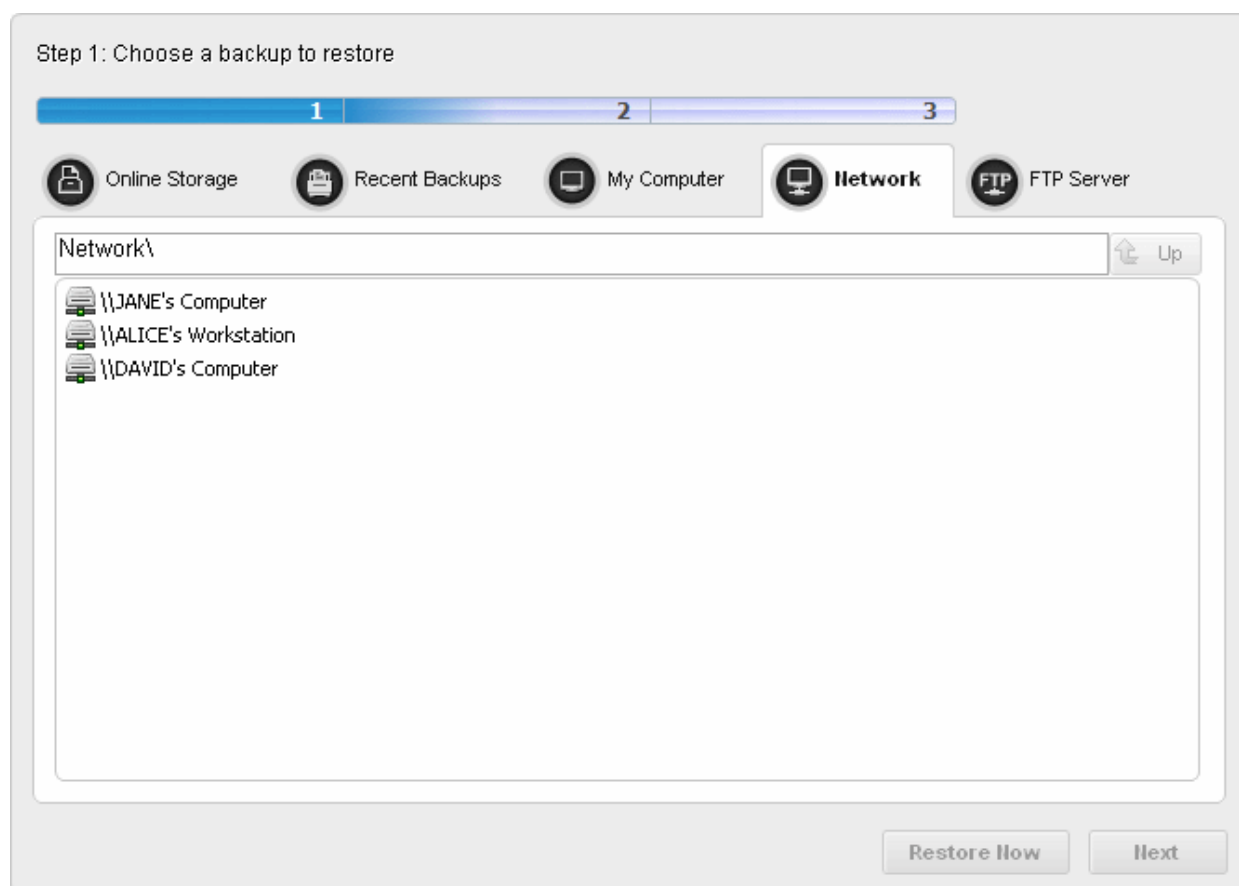 Step 1: Choose a backup to restore
1 2 3
Online Storage Recent Backups My Computer Network FTP FTP Server
Network\ Up
\\JANE's Computer
\\ALICE's Workstation
\\DAVID's Computer
Restore Now Next